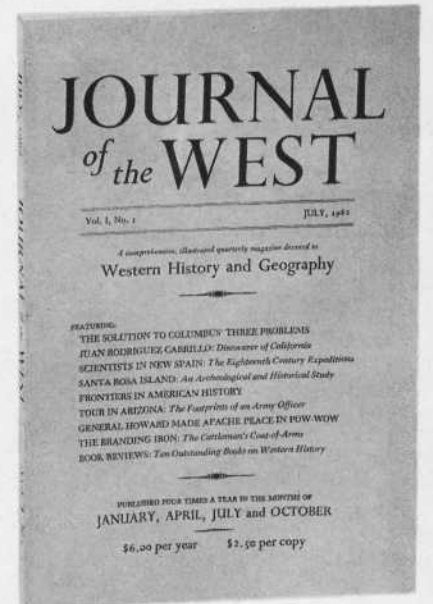 JOURNAL
of the WEST
Vol. I, No. 1 JULY, 1962
A comprehensive, illustrated quarterly magazine devoted to
Western History and Geography
FEATURING:
THE SOLUTION TO COLUMBUS' THREE PROBLEMS
JUAN RODRIGUEZ CABRILLO: Discoverer of California
SCIENTISTS IN NEW SPAIN: The Eighteenth Century Expeditions
SANTA ROSA ISLAND: An Archeological and Historical Study
FRONTIERS IN AMERICAN HISTORY
TOUR IN ARIZONA: The Footprints of an Army Officer
GENERAL HOWARD MADE APACHE PEACE IN POW-WOW
THE BRANDING IRON: The Cattleman's Coat-of-Arms
BOOK REVIEWS: Ten Outstanding Books on Western History
PUBLISHED FOUR TIMES A YEAR IN THE MONTHS OF
JANUARY, APRIL, JULY and OCTOBER
$6.00 per year $2.50 per copy